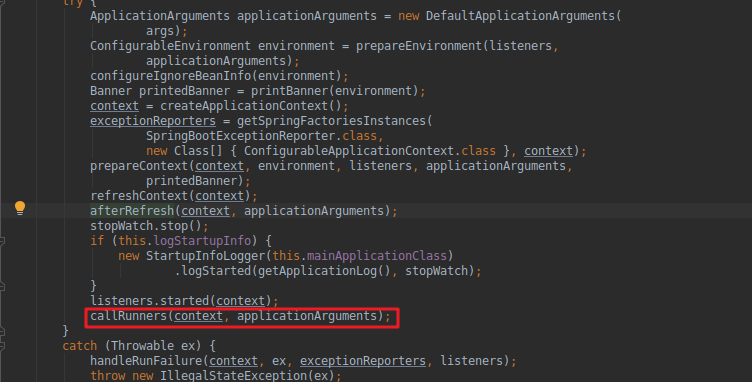 try {
ApplicationArguments applicationArguments = new DefaultApplicationArguments(
args);
ConfigurableEnvironment environment = prepareEnvironment(listeners,
applicationArguments);
configureIgnoreBeanInfo(environment);
Banner printedBanner = printBanner(environment);
context = createApplicationContext();
exceptionReporters = getSpringFactoriesInstances(
SpringBootExceptionReporter.class,
new Class[] { ConfigurableApplicationContext.class }, context);
prepareContext(context, environment, listeners, applicationArguments,
printedBanner);
refreshContext(context);
afterRefresh(context, applicationArguments);
stopWatch.stop();
if (this.logStartupInfo) {
new StartupInfoLogger(this.mainApplicationClass)
.logStarted(getApplicationLog(), stopWatch);
}
listeners.started(context);
callRunners(context, applicationArguments);
}
catch (Throwable ex) {
handleRunFailure(context, ex, exceptionReporters, listeners);
throw new IllegalStateException(ex);